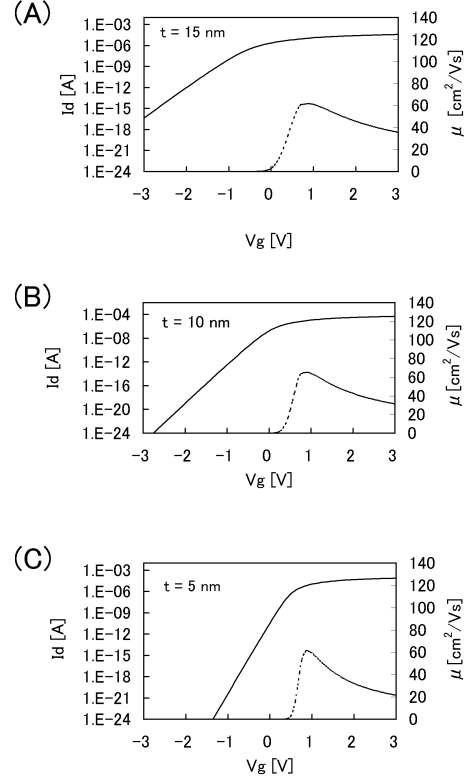 (A)
t = 15 nm
Id [A]
1.E−03
1.E−06
1.E−09
1.E−12
1.E−15
1.E−18
1.E−21
1.E−24
140
120
100
80
60
40
20
0
μ [cm²/Vs]
−3 −2 −1 0 1 2 3
Vg [V]
(B)
t = 10 nm
Id [A]
1.E−04
1.E−08
1.E−12
1.E−16
1.E−20
1.E−24
140
120
100
80
60
40
20
0
μ [cm²/Vs]
−3 −2 −1 0 1 2 3
Vg [V]
(C)
t = 5 nm
Id [A]
1.E−03
1.E−06
1.E−09
1.E−12
1.E−15
1.E−18
1.E−21
1.E−24
140
120
100
80
60
40
20
0
μ [cm²/Vs]
−3 −2 −1 0 1 2 3
Vg [V]